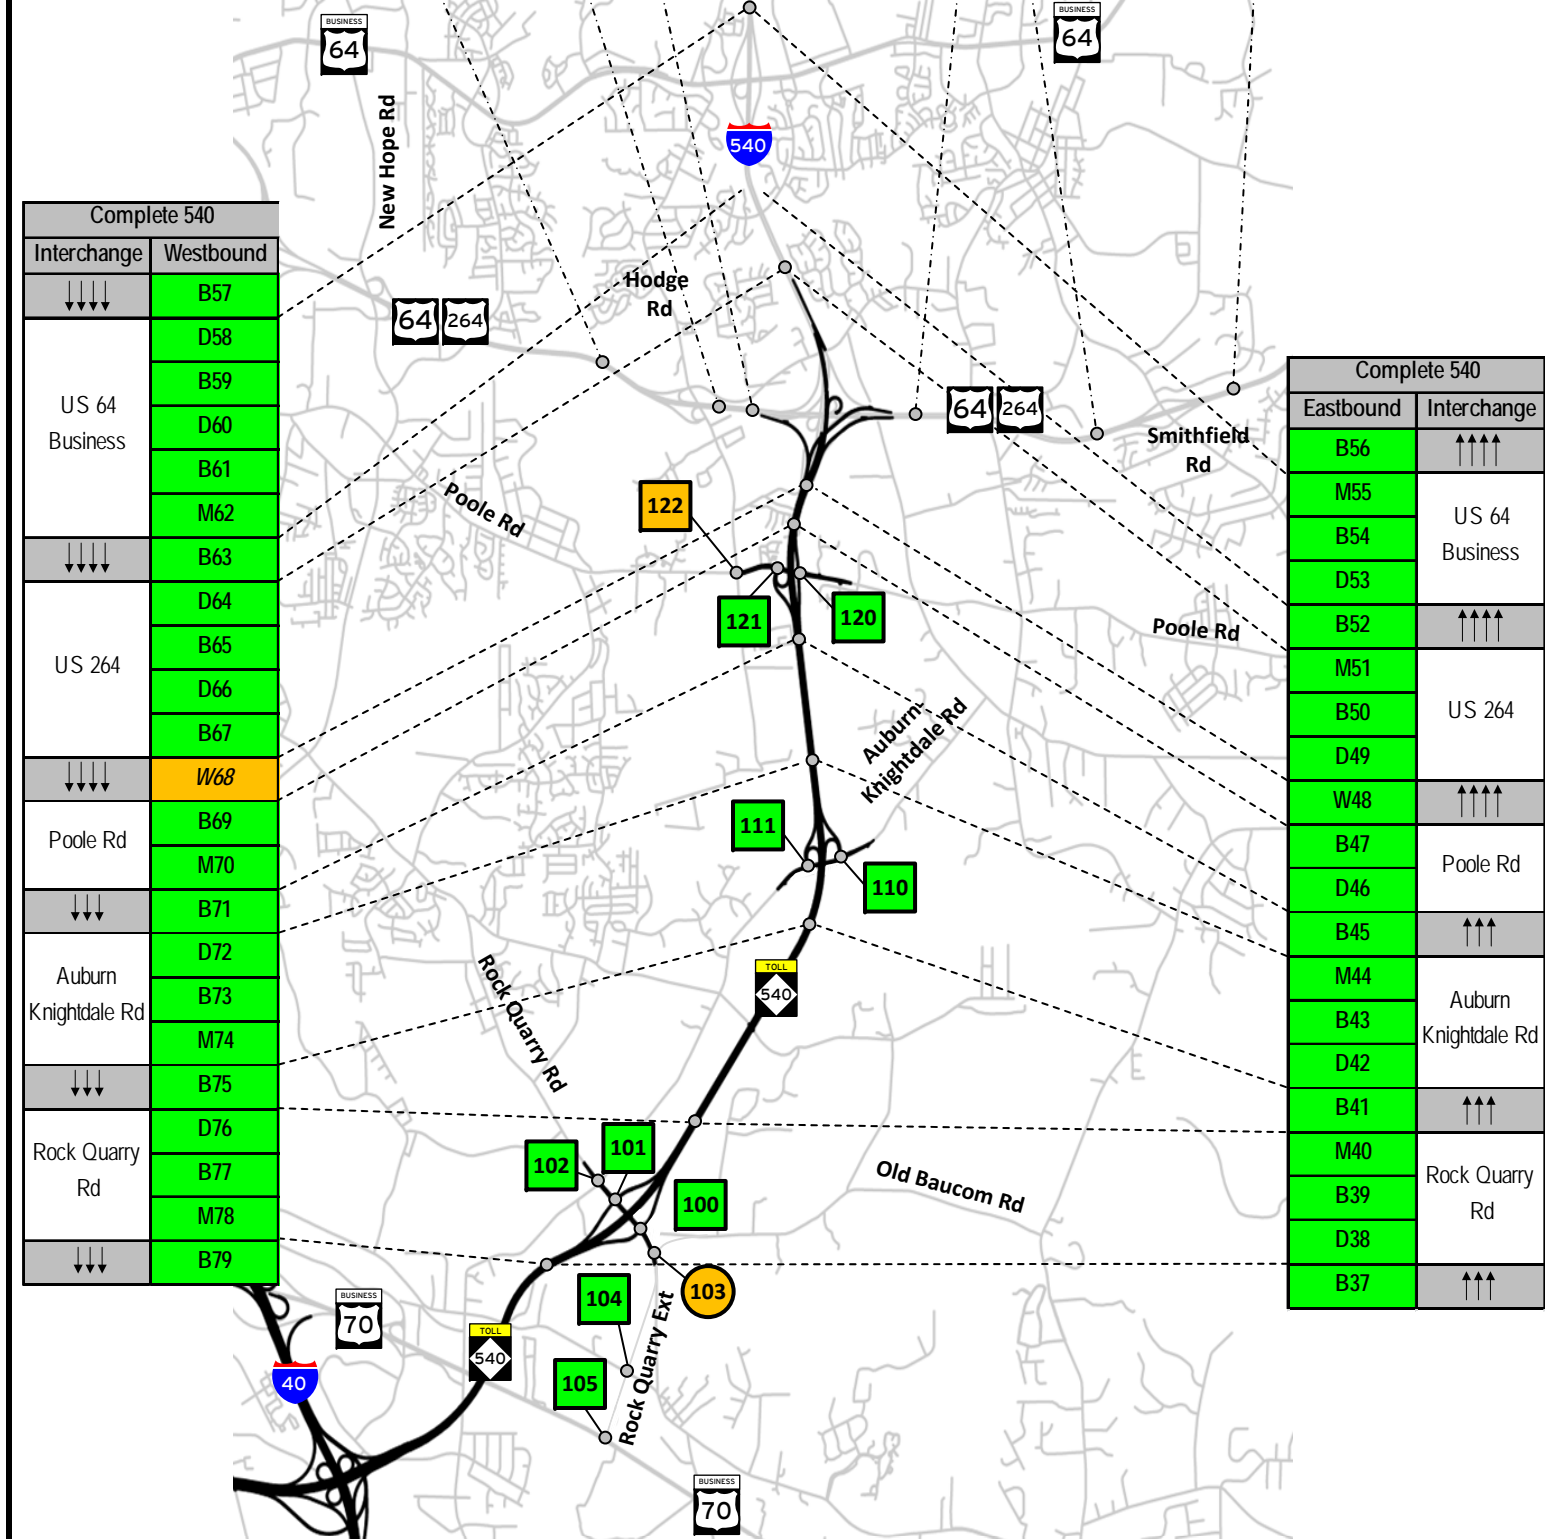 BUSINESS
64
BUSINESS
64
New Hope Rd
540
Complete 540
Interchange Westbound
↓↓↓↓ B57
US 64
Business
D58
B59
D60
B61
M62
↓↓↓↓ B63
US 264
D64
B65
D66
B67
↓↓↓↓ W68
Poole Rd
B69
M70
↓↓↓ B71
Auburn
Knightdale Rd
D72
B73
M74
↓↓↓ B75
Rock Quarry
Rd
D76
B77
M78
↓↓↓ B79
Hodge
Rd
64 264
64 264
Smithfield
Rd
Poole Rd
122
121
120
Poole Rd
Auburn-
Knightdale Rd
111
110
Rock Quarry Rd
TOLL
540
102
101
100
Old Baucom Rd
103
104
Rock Quarry Ext
105
BUSINESS
70
TOLL
540
40
BUSINESS
70
Complete 540
Eastbound Interchange
B56 ↑↑↑↑
M55
B54
D53
US 64
Business
B52 ↑↑↑↑
M51
B50
D49
US 264
W48 ↑↑↑↑
B47
D46
Poole Rd
B45 ↑↑↑
M44
B43
D42
Auburn
Knightdale Rd
B41 ↑↑↑
M40
B39
D38
Rock Quarry
Rd
B37 ↑↑↑